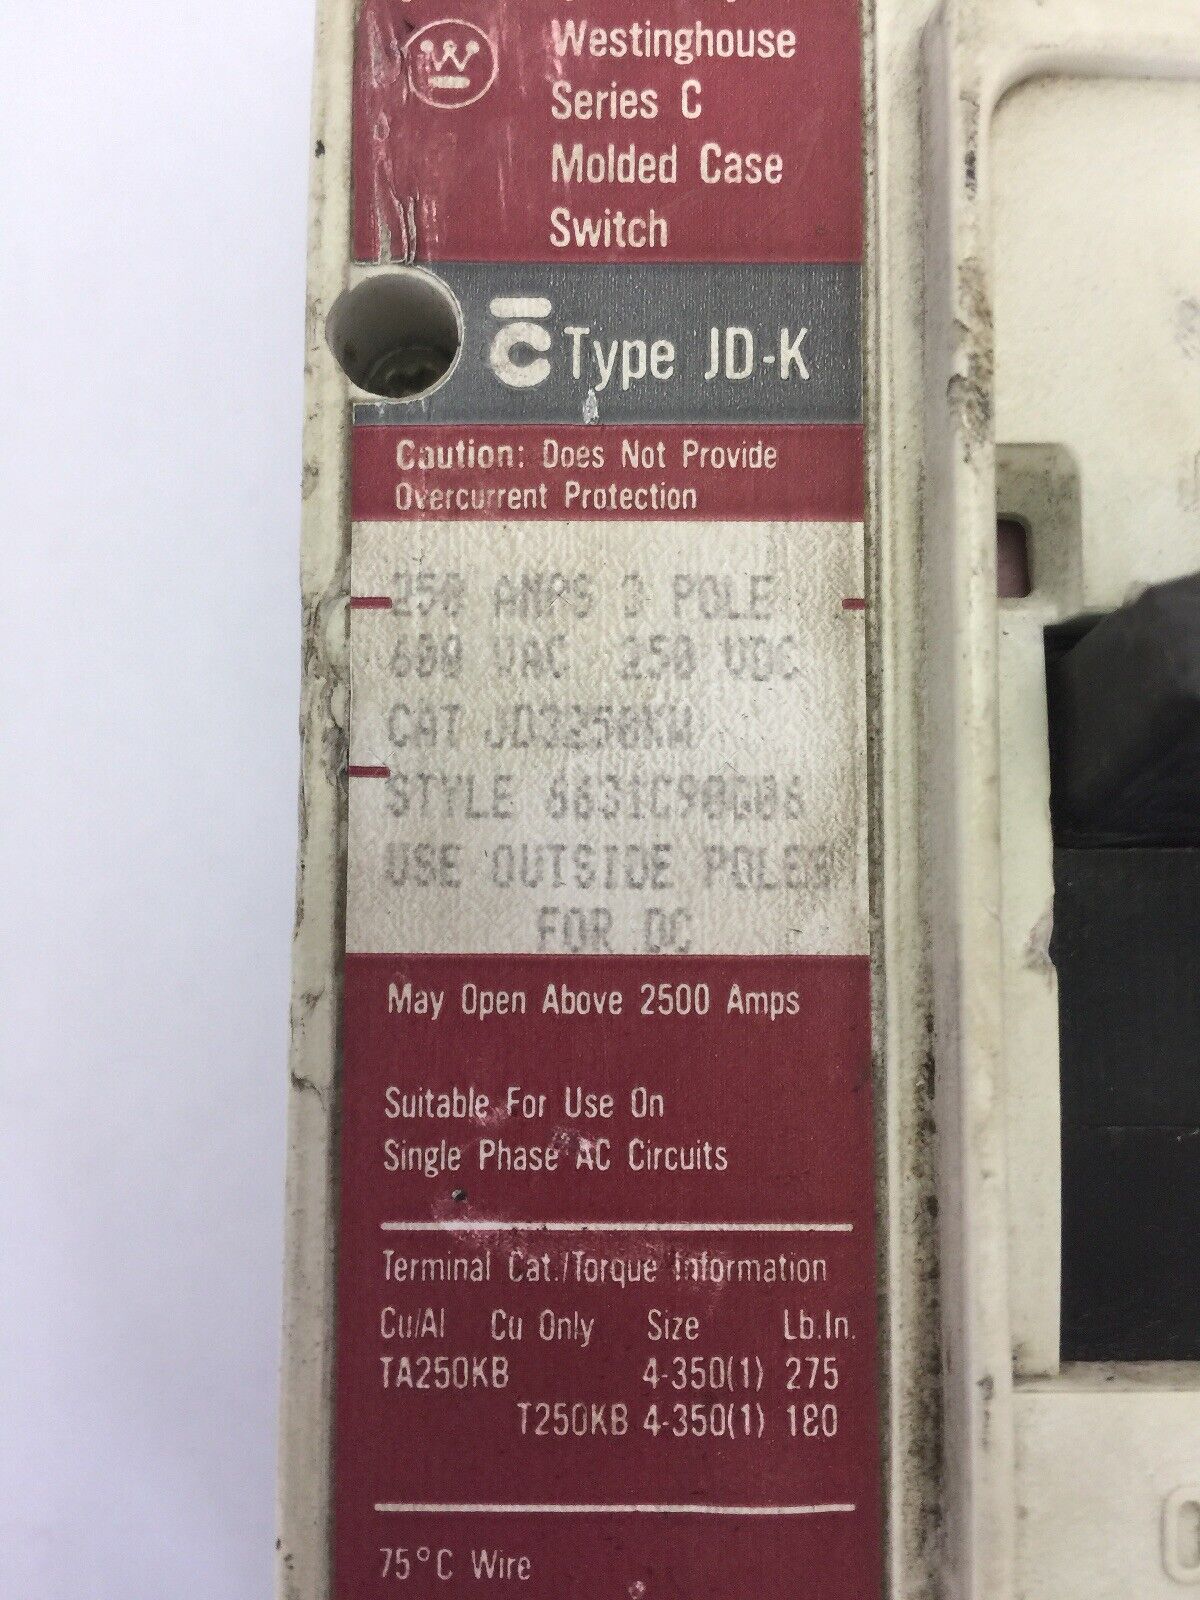 Westinghouse
Series C
Molded Case
Switch
C Type JD-K
Caution: Does Not Provide
Overcurrent Protection
250 AMPS 3 POLE
600 VAC 250 VDC
CAT JD3250KW
STYLE 6631C90G06
USE OUTSIDE POLES
FOR DC
May Open Above 2500 Amps
Suitable For Use On
Single Phase AC Circuits
Terminal Cat./Torque Information
Cu/Al Cu Only Size Lb.In.
TA250KB 4-350(1) 275
T250KB 4-350(1) 180
75°C Wire